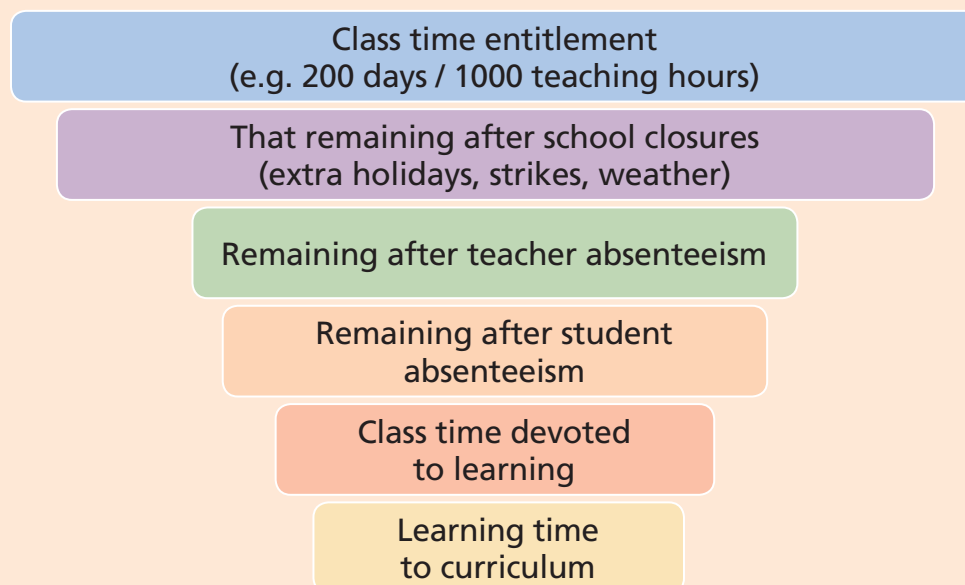 Class time entitlement
(e.g. 200 days / 1000 teaching hours)
That remaining after school closures
(extra holidays, strikes, weather)
Remaining after teacher absenteeism
Remaining after student
absenteeism
Class time devoted
to learning
Learning time
to curriculum